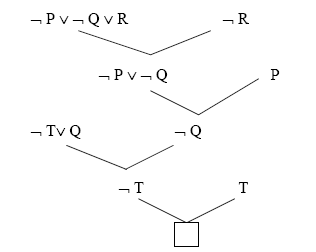 ¬ P ∨ ¬ Q ∨ R ¬ R
¬ P ∨ ¬ Q P
¬ T∨ Q ¬ Q
¬ T T